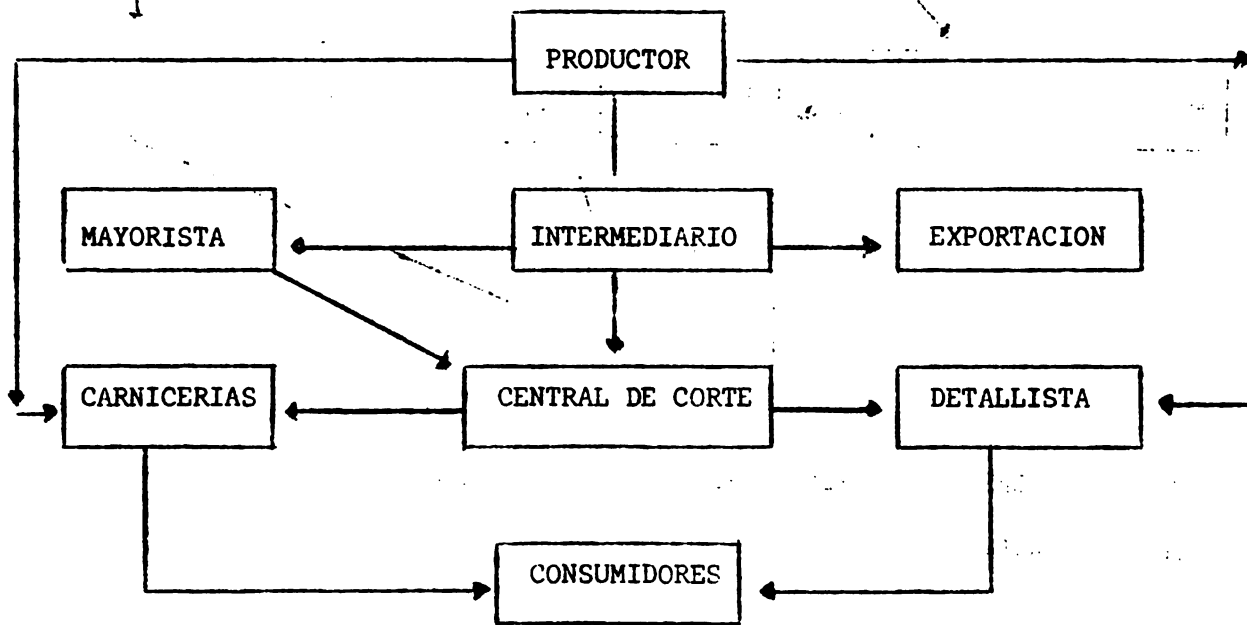 PRODUCTOR
MAYORISTA
INTERMEDIARIO
EXPORTACION
CARNICERIAS
CENTRAL DE CORTE
DETALLISTA
CONSUMIDORES